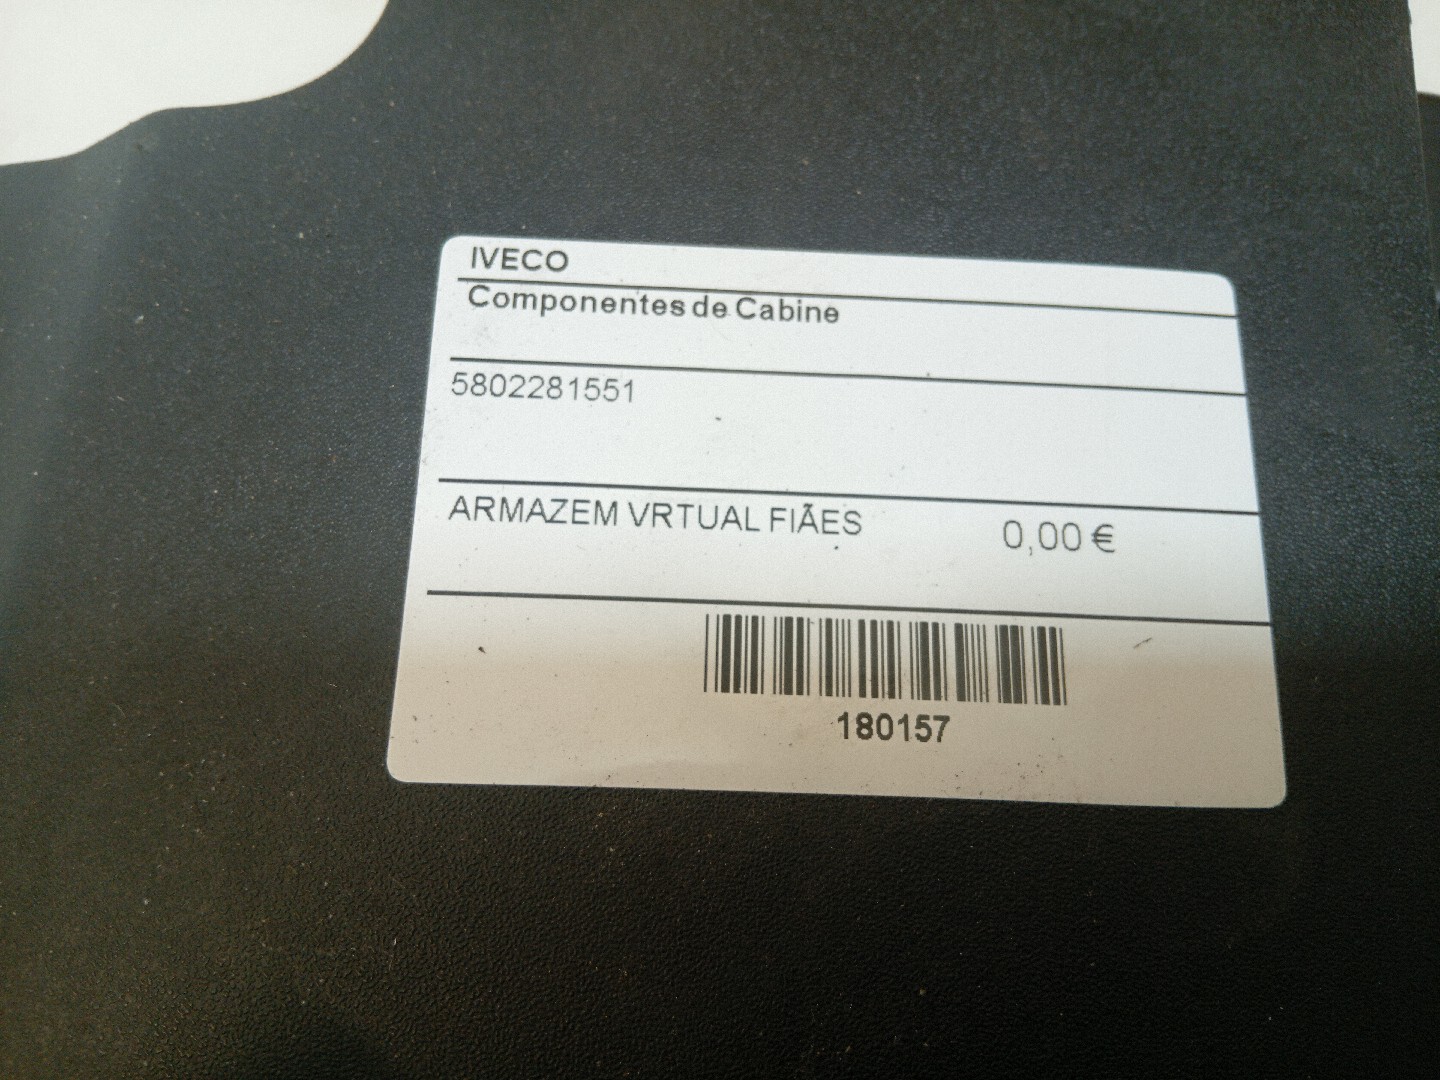 IVECO
Componentes de Cabine
5802281551
ARMAZEM VRTUAL FIÃES 0,00 €
180157